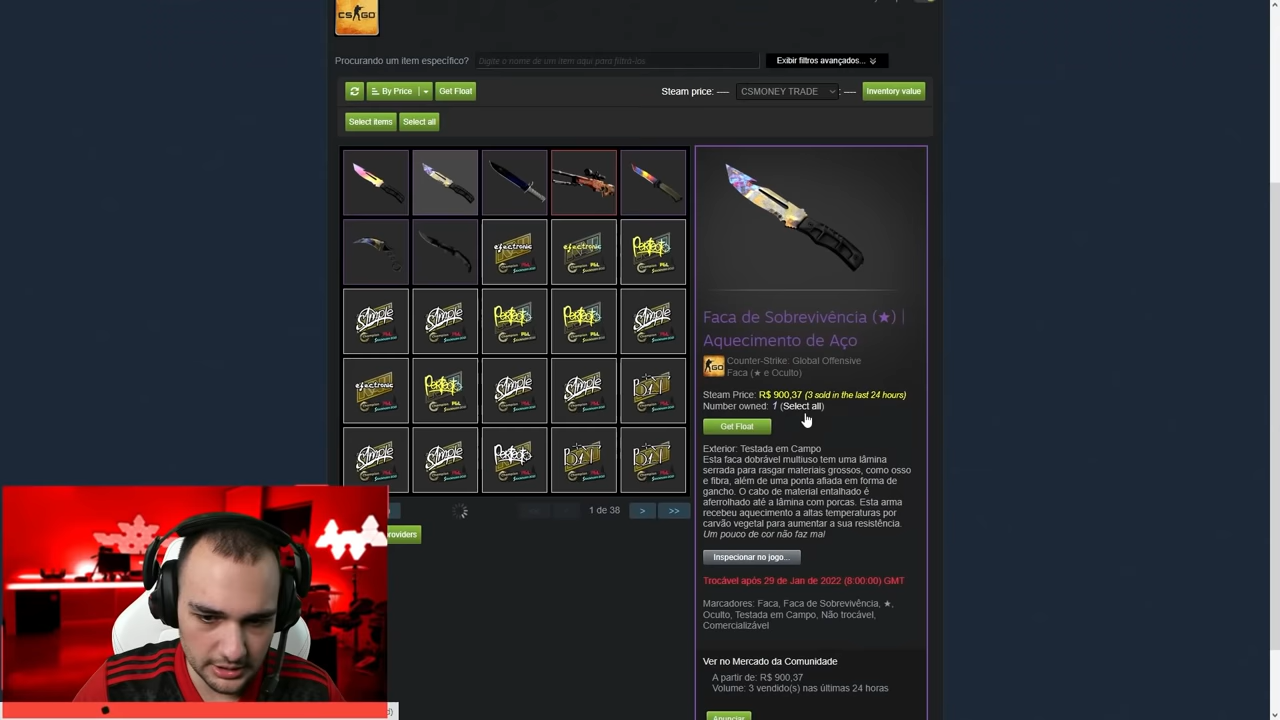 CS GO
Procurando um item específico?
Digite o nome de um item aqui para filtrá-los
Exibir filtros avançados...
By Price
Get Float
Steam price: —
CSMONEY TRADE
: —
Inventory value
Select items
Select all
1 de 38
>
>>
providers
Faca de Sobrevivência (★) |
Aquecimento de Aço
Counter-Strike: Global Offensive
Faca (★ e Oculto)
Steam Price: R$ 900,37 (3 sold in the last 24 hours)
Number owned: 1 (Select all)
Get Float
Exterior: Testada em Campo
Esta faca dobrável multiuso tem uma lâmina
serrada para rasgar materiais grossos, como osso
e fibra, além de uma ponta afiada em forma de
gancho. O cabo de material entalhado é
aferrolhado até a lâmina com porcas. Esta arma
recebeu aquecimento a altas temperaturas por
carvão vegetal para aumentar a sua resistência.
Um pouco de cor não faz ma!
Inspecionar no jogo...
Trocável após 29 de Jan de 2022 (8:00:00) GMT
Marcadores: Faca, Faca de Sobrevivência, ★,
Oculto, Testada em Campo, Não trocável,
Comercializável
Ver no Mercado da Comunidade
A partir de: R$ 900,37
Volume: 3 vendido(s) nas últimas 24 horas
Anunciar